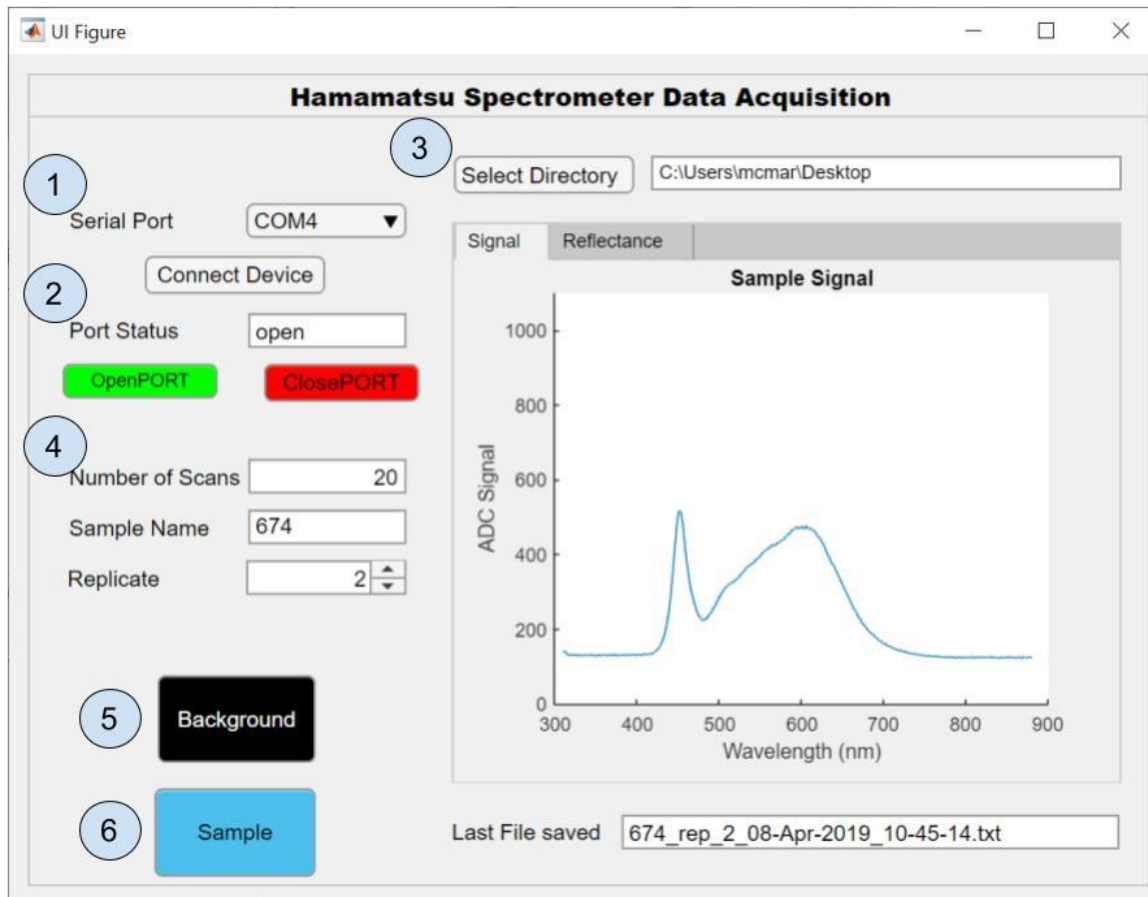 UI Figure
Hamamatsu Spectrometer Data Acquisition
1
Serial Port COM4
Connect Device
2
Port Status open
OpenPORT ClosePORT
4
Number of Scans 20
Sample Name 674
Replicate 2
5
Background
6
Sample
3
Select Directory C:\Users\mcmar\Desktop
Signal Reflectance
Sample Signal
1000
800
600
400
200
0
ADC Signal
300 400 500 600 700 800 900
Wavelength (nm)
Last File saved 674_rep_2_08-Apr-2019_10-45-14.txt